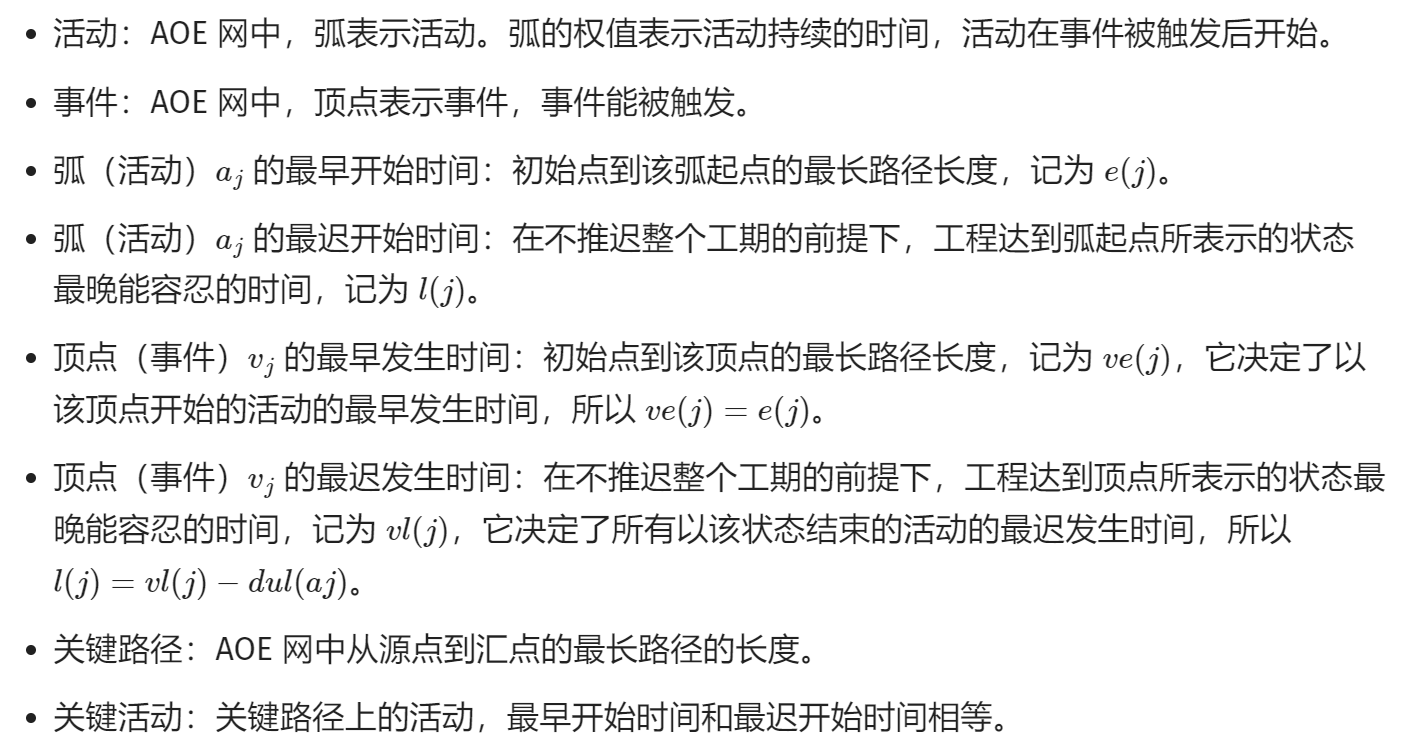 • 活动：AOE 网中，弧表示活动。弧的权值表示活动持续的时间，活动在事件被触发后开始。
• 事件：AOE 网中，顶点表示事件，事件能被触发。
• 弧（活动）$a_j$ 的最早开始时间：初始点到该弧起点的最长路径长度，记为 $e(j)$。
• 弧（活动）$a_j$ 的最迟开始时间：在不推迟整个工期的前提下，工程达到弧起点所表示的状态
最晚能容忍的时间，记为 $l(j)$。
• 顶点（事件）$v_j$ 的最早发生时间：初始点到该顶点的最长路径长度，记为 $ve(j)$，它决定了以
该顶点开始的活动的最早发生时间，所以 $ve(j) = e(j)$。
• 顶点（事件）$v_j$ 的最迟发生时间：在不推迟整个工期的前提下，工程达到顶点所表示的状态最
晚能容忍的时间，记为 $vl(j)$，它决定了所有以该状态结束的活动的最迟发生时间，所以
$l(j) = vl(j) - dul(aj)$。
• 关键路径：AOE 网中从源点到汇点的最长路径的长度。
• 关键活动：关键路径上的活动，最早开始时间和最迟开始时间相等。